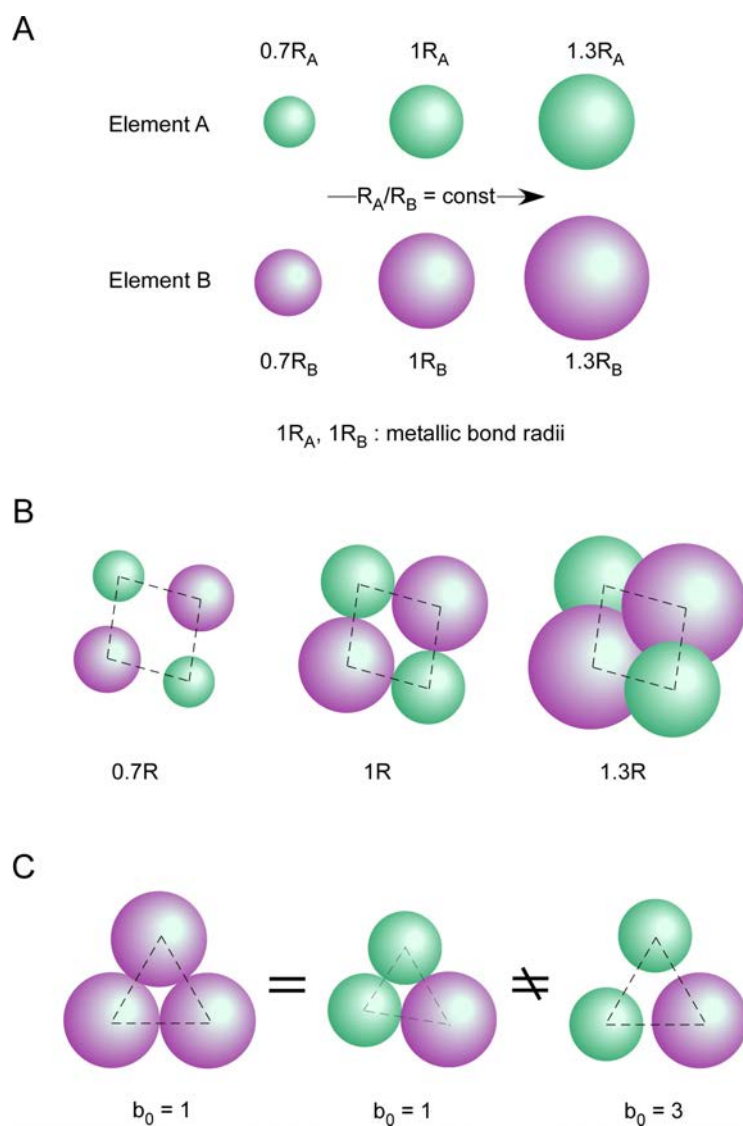 A
0.7R_A 1R_A 1.3R_A
Element A
R_A/R_B = const
Element B
0.7R_B 1R_B 1.3R_B
1R_A, 1R_B : metallic bond radii
B
0.7R 1R 1.3R
C
= ≠
b_0 = 1 b_0 = 1 b_0 = 3